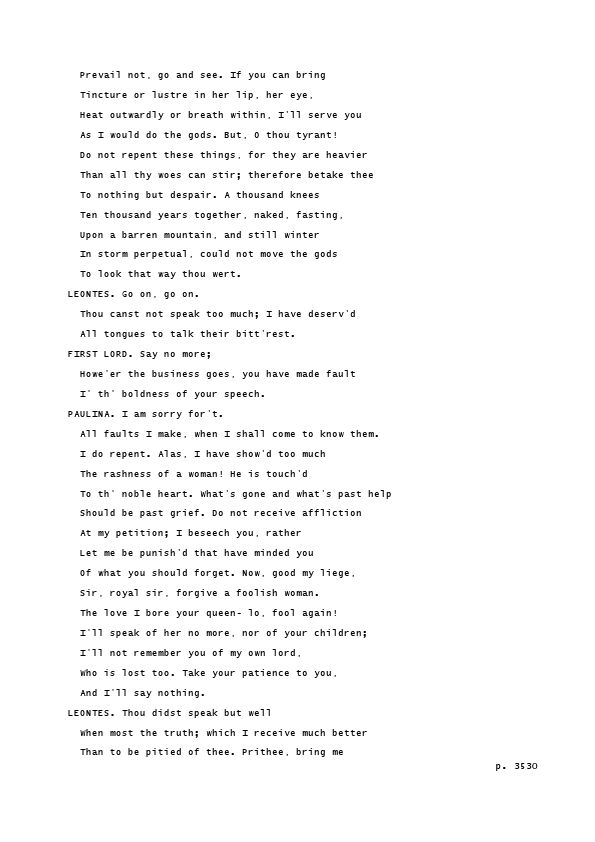 Prevail not, go and see. If you can bring
Tincture or lustre in her lip, her eye,
Heat outwardly or breath within, I'll serve you
As I would do the gods. But, O thou tyrant!
Do not repent these things, for they are heavier
Than all thy woes can stir; therefore betake thee
To nothing but despair. A thousand knees
Ten thousand years together, naked, fasting,
Upon a barren mountain, and still winter
In storm perpetual, could not move the gods
To look that way thou wert.
LEONTES. Go on, go on.
Thou canst not speak too much; I have deserv'd
All tongues to talk their bitt'rest.
FIRST LORD. Say no more;
Howe'er the business goes, you have made fault
I' th' boldness of your speech.
PAULINA. I am sorry for't.
All faults I make, when I shall come to know them.
I do repent. Alas, I have show'd too much
The rashness of a woman! He is touch'd
To th' noble heart. What's gone and what's past help
Should be past grief. Do not receive affliction
At my petition; I beseech you, rather
Let me be punish'd that have minded you
Of what you should forget. Now, good my liege,
Sir, royal sir, forgive a foolish woman.
The love I bore your queen- lo, fool again!
I'll speak of her no more, nor of your children;
I'll not remember you of my own lord,
Who is lost too. Take your patience to you,
And I'll say nothing.
LEONTES. Thou didst speak but well
When most the truth; which I receive much better
Than to be pitied of thee. Prithee, bring me
p. 3530